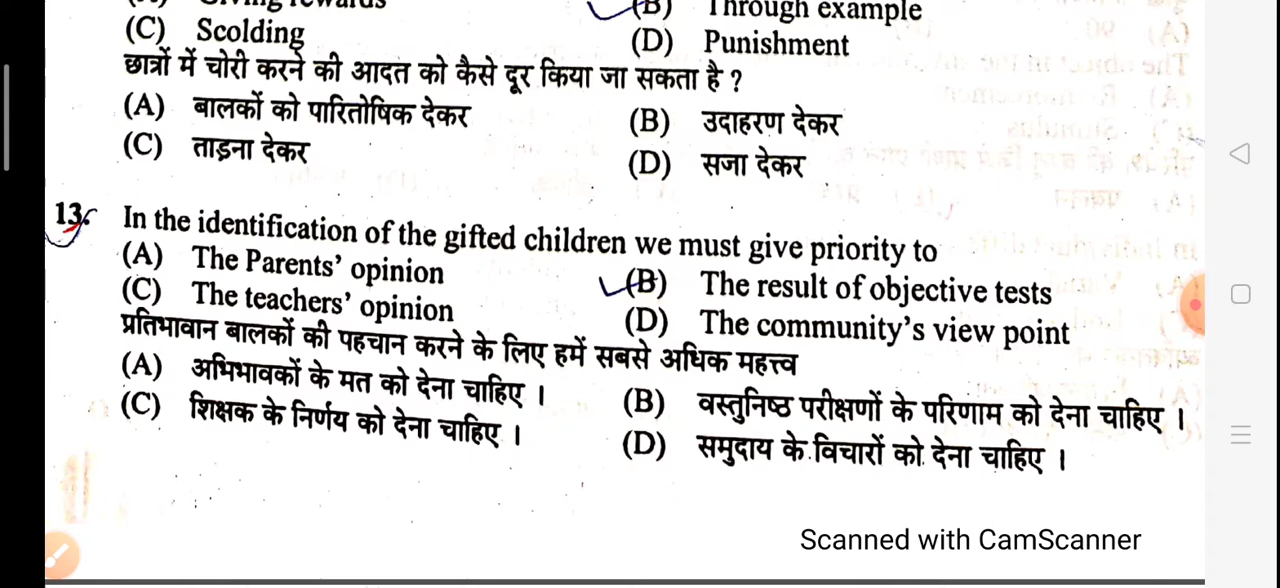 Giving rewards (B) Through example
(C) Scolding (D) Punishment
छात्रों में चोरी करने की आदत को कैसे दूर किया जा सकता है ?
(A) बालकों को पारितोषिक देकर (B) उदाहरण देकर
(C) ताड़ना देकर (D) सजा देकर
13. In the identification of the gifted children we must give priority to
(A) The Parents' opinion (B) The result of objective tests
(C) The teachers' opinion (D) The community's view point
प्रतिभावान बालकों की पहचान करने के लिए हमें सबसे अधिक महत्त्व
(A) अभिभावकों के मत को देना चाहिए । (B) वस्तुनिष्ठ परीक्षणों के परिणाम को देना चाहिए ।
(C) शिक्षक के निर्णय को देना चाहिए । (D) समुदाय के विचारों को देना चाहिए ।
Scanned with CamScanner